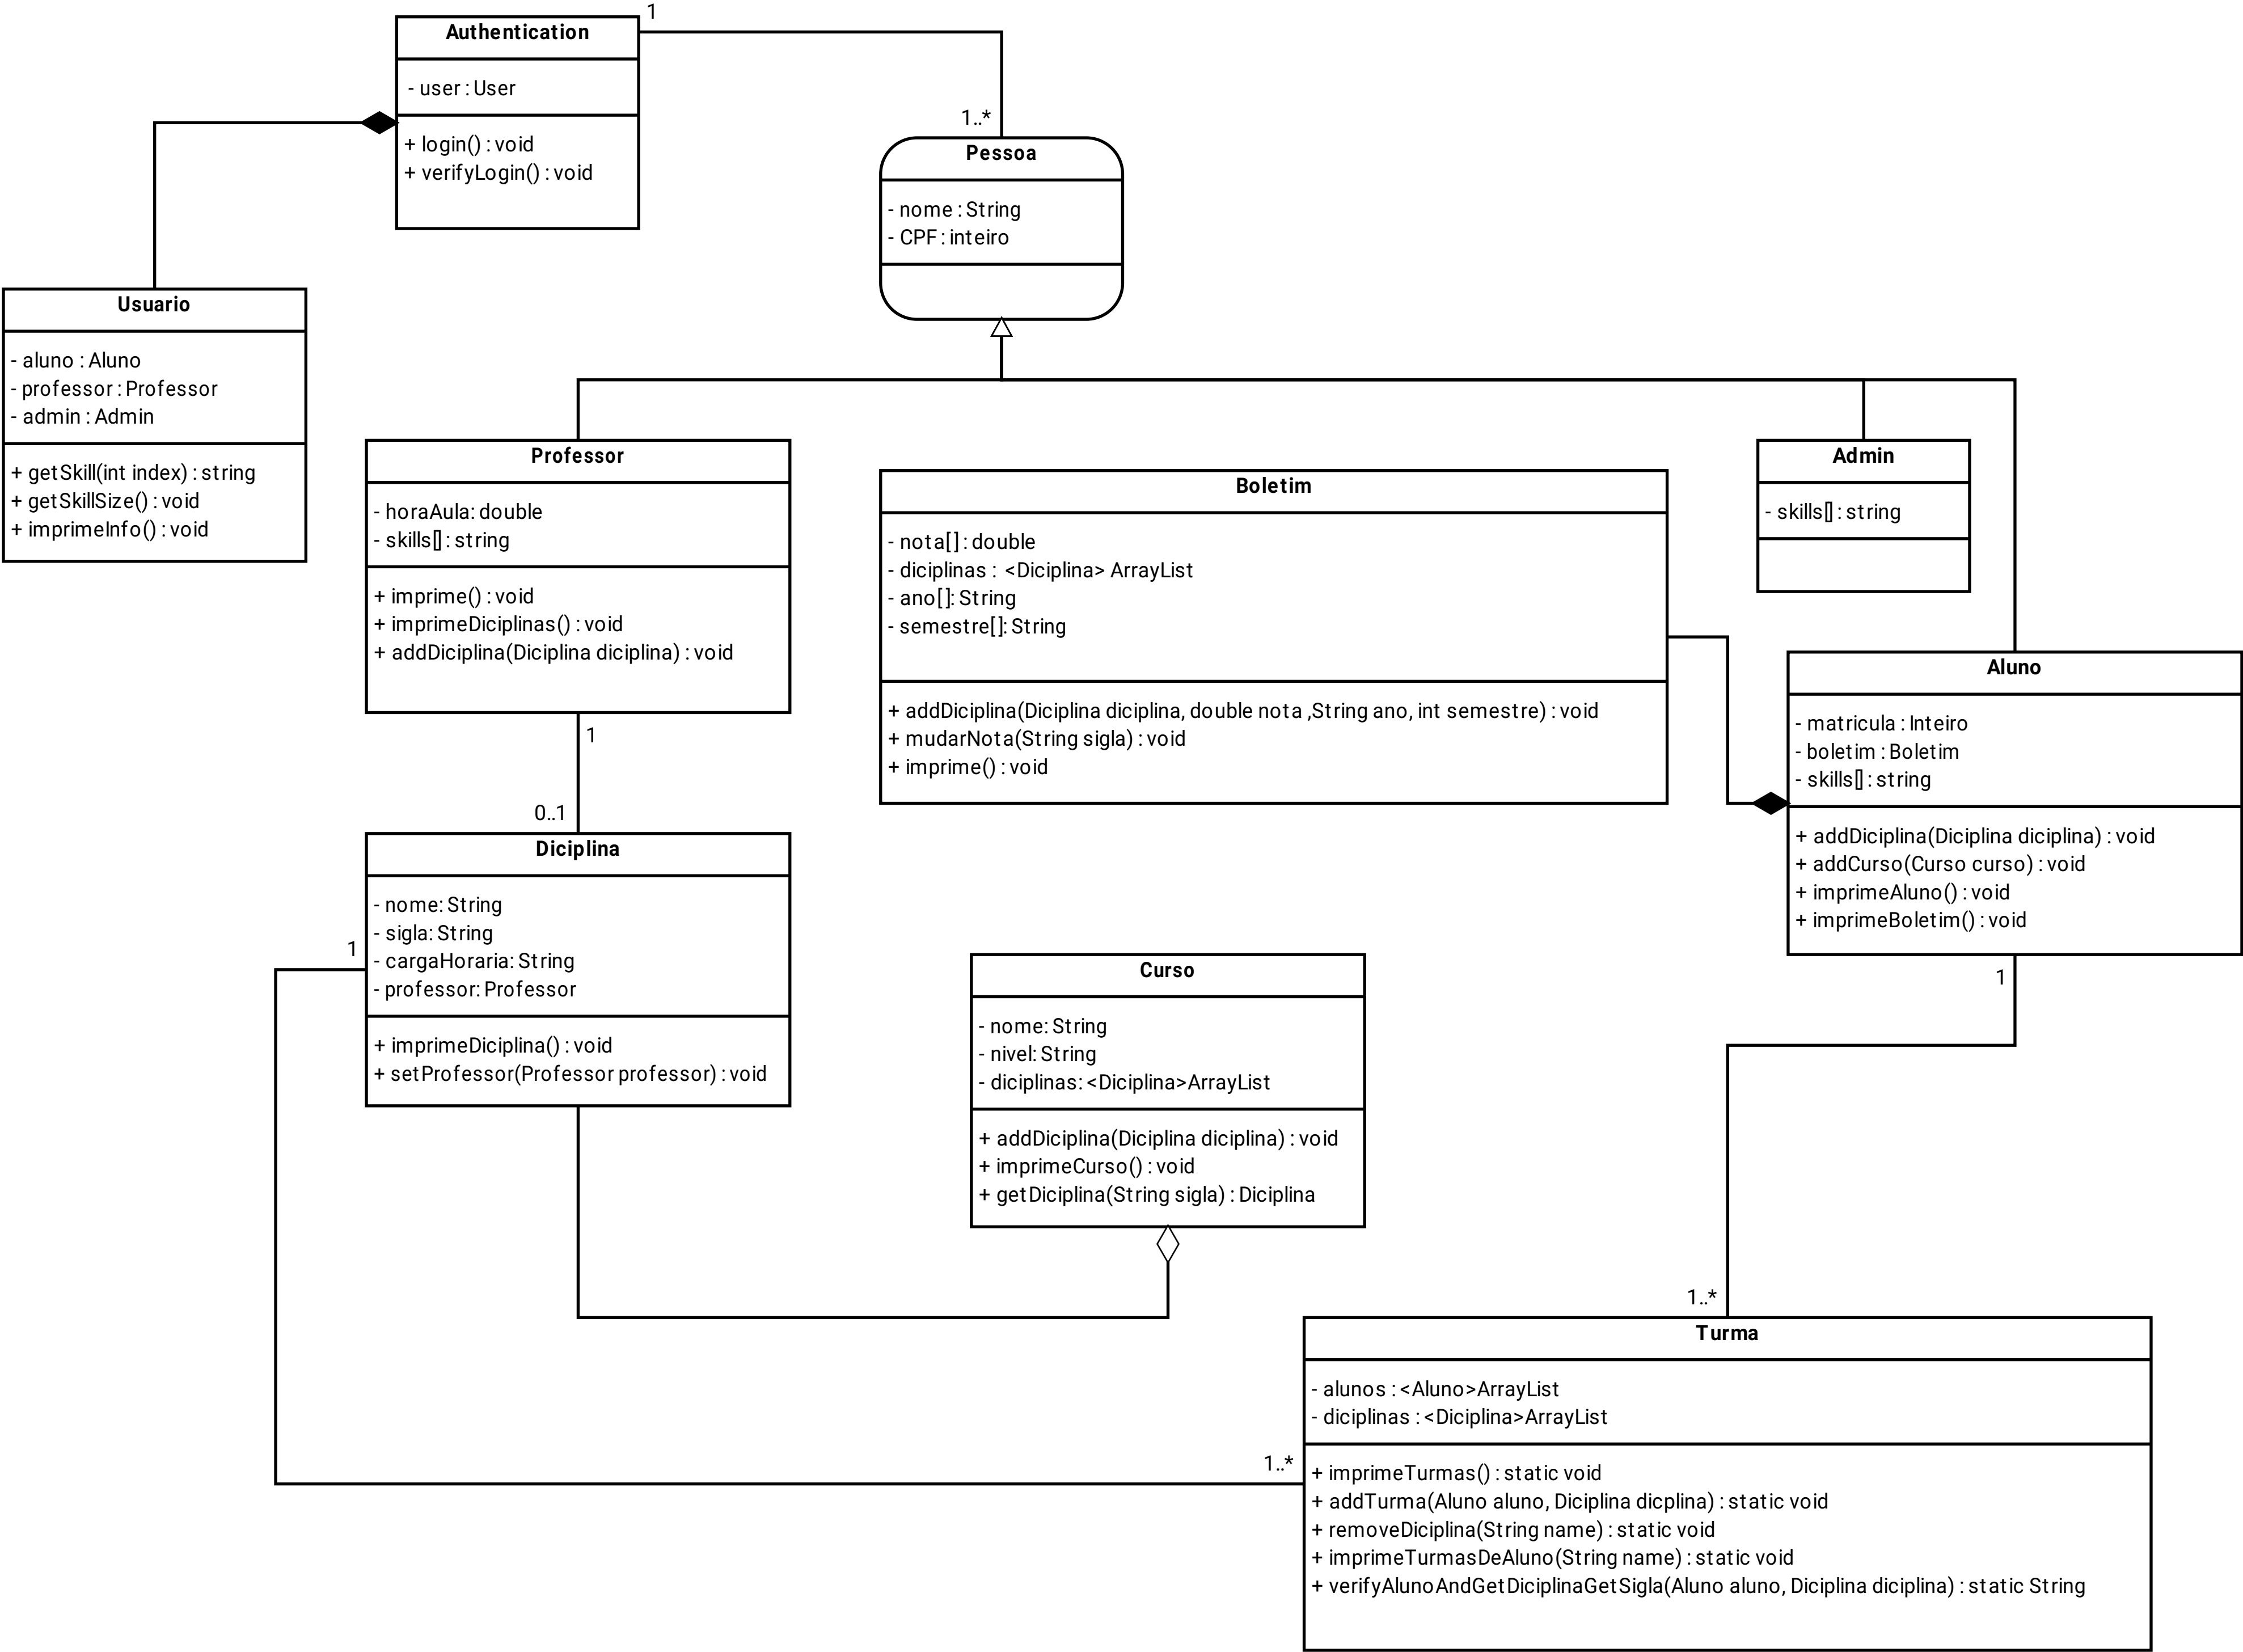 1
Authentication
- user : User
+ login() : void
+ verifyLogin() : void
1..*
Pessoa
- nome : String
- CPF : inteiro
Usuario
- aluno : Aluno
- professor : Professor
- admin : Admin
+ getSkill(int index) : string
+ getSkillSize() : void
+ imprimeInfo() : void
Professor
- horaAula: double
- skills[] : string
+ imprime() : void
+ imprimeDiciplinas() : void
+ addDiciplina(Diciplina diciplina) : void
1
0..1
Boletim
- nota[] : double
- diciplinas : <Diciplina> ArrayList
- ano[]: String
- semestre[]: String
+ addDiciplina(Diciplina diciplina, double nota ,String ano, int semestre) : void
+ mudarNota(String sigla) : void
+ imprime() : void
Admin
- skills[] : string
Aluno
- matricula : Inteiro
- boletim : Boletim
- skills[] : string
+ addDiciplina(Diciplina diciplina) : void
+ addCurso(Curso curso) : void
+ imprimeAluno() : void
+ imprimeBoletim() : void
1
Diciplina
- nome: String
- sigla: String
- cargaHoraria: String
- professor: Professor
+ imprimeDiciplina() : void
+ setProfessor(Professor professor) : void
1
Curso
- nome: String
- nivel: String
- diciplinas: <Diciplina>ArrayList
+ addDiciplina(Diciplina diciplina) : void
+ imprimeCurso() : void
+ getDiciplina(String sigla) : Diciplina
1..*
1..*
Turma
- alunos : <Aluno>ArrayList
- diciplinas : <Diciplina>ArrayList
+ imprimeTurmas() : static void
+ addTurma(Aluno aluno, Diciplina dicplina) : static void
+ removeDiciplina(String name) : static void
+ imprimeTurmasDeAluno(String name) : static void
+ verifyAlunoAndGetDiciplinaGetSigla(Aluno aluno, Diciplina diciplina) : static String